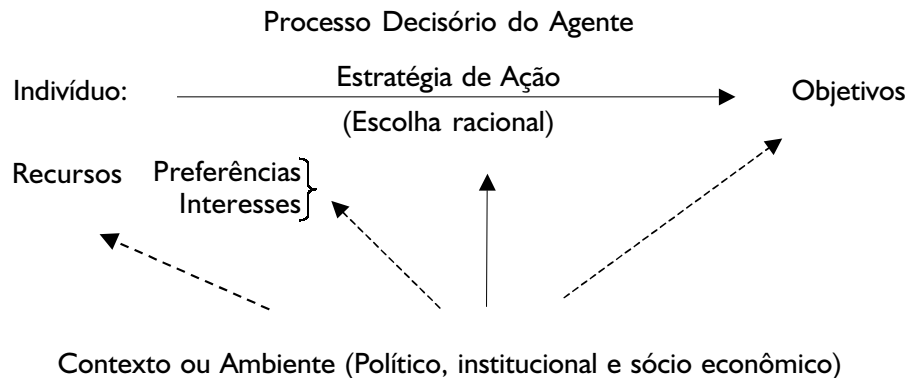 Processo Decisório do Agente
Indivíduo:
Estratégia de Ação
Objetivos
(Escolha racional)
Recursos
Preferências
Interesses
Contexto ou Ambiente (Político, institucional e sócio econômico)